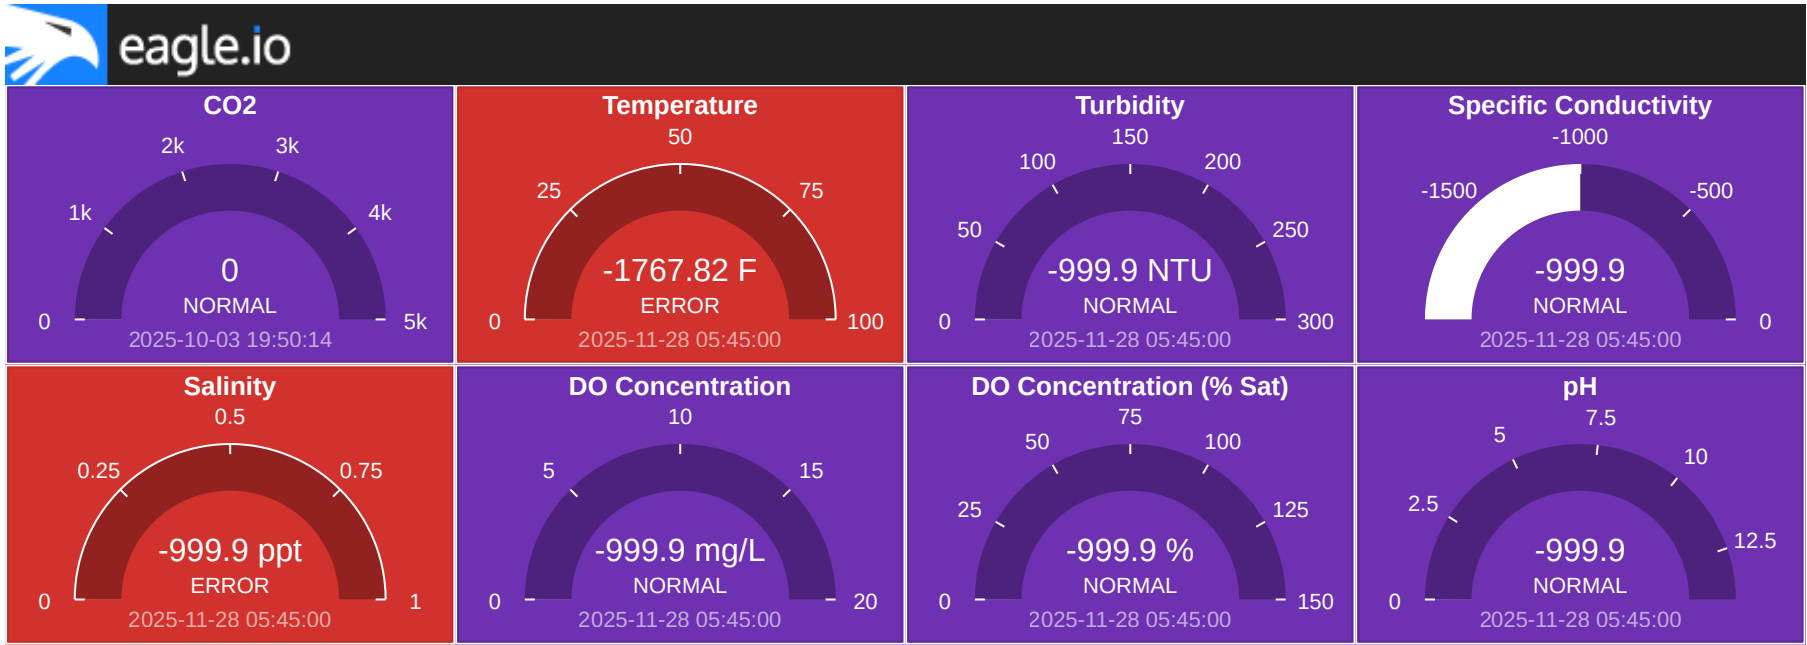 eagle.io
CO2
0
1k
2k
3k
4k
5k
0
NORMAL
2025-10-03 19:50:14
Temperature
0
25
50
75
100
-1767.82 F
ERROR
2025-11-28 05:45:00
Turbidity
0
50
100
150
200
250
300
-999.9 NTU
NORMAL
2025-11-28 05:45:00
Specific Conductivity
-1500
-1000
-500
0
-999.9
NORMAL
2025-11-28 05:45:00
Salinity
0
0.25
0.5
0.75
1
-999.9 ppt
ERROR
2025-11-28 05:45:00
DO Concentration
0
5
10
15
20
-999.9 mg/L
NORMAL
2025-11-28 05:45:00
DO Concentration (% Sat)
0
25
50
75
100
125
150
-999.9 %
NORMAL
2025-11-28 05:45:00
pH
0
2.5
5
7.5
10
12.5
-999.9
NORMAL
2025-11-28 05:45:00